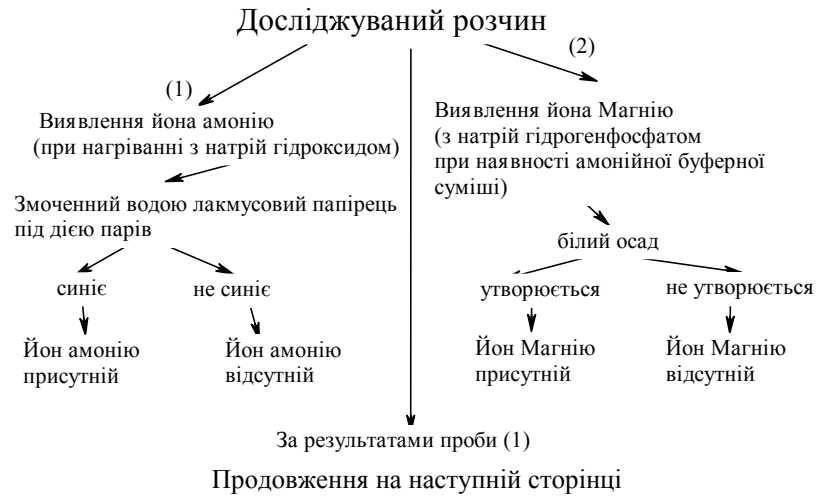 Досліджуваний розчин
(1)
(2)
Виявлення йона амонію
(при нагріванні з натрій гідроксидом)
Змоченний водою лакмусовий папірець
під дією парів
синіє
не синіє
Йон амонію
присутній
Йон амонію
відсутній
Виявлення йона Магнію
(з натрій гідрогенфосфатом
при наявності амонійної буферної
суміші)
білий осад
утворюється
не утворюється
Йон Магнію
присутній
Йон Магнію
відсутній
За результатами проби (1)
Продовження на наступній сторінці